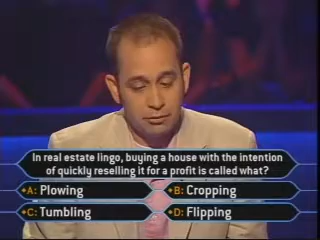 In real estate lingo, buying a house with the intention
of quickly reselling it for a profit is called what?
A: Plowing
B: Cropping
C: Tumbling
D: Flipping